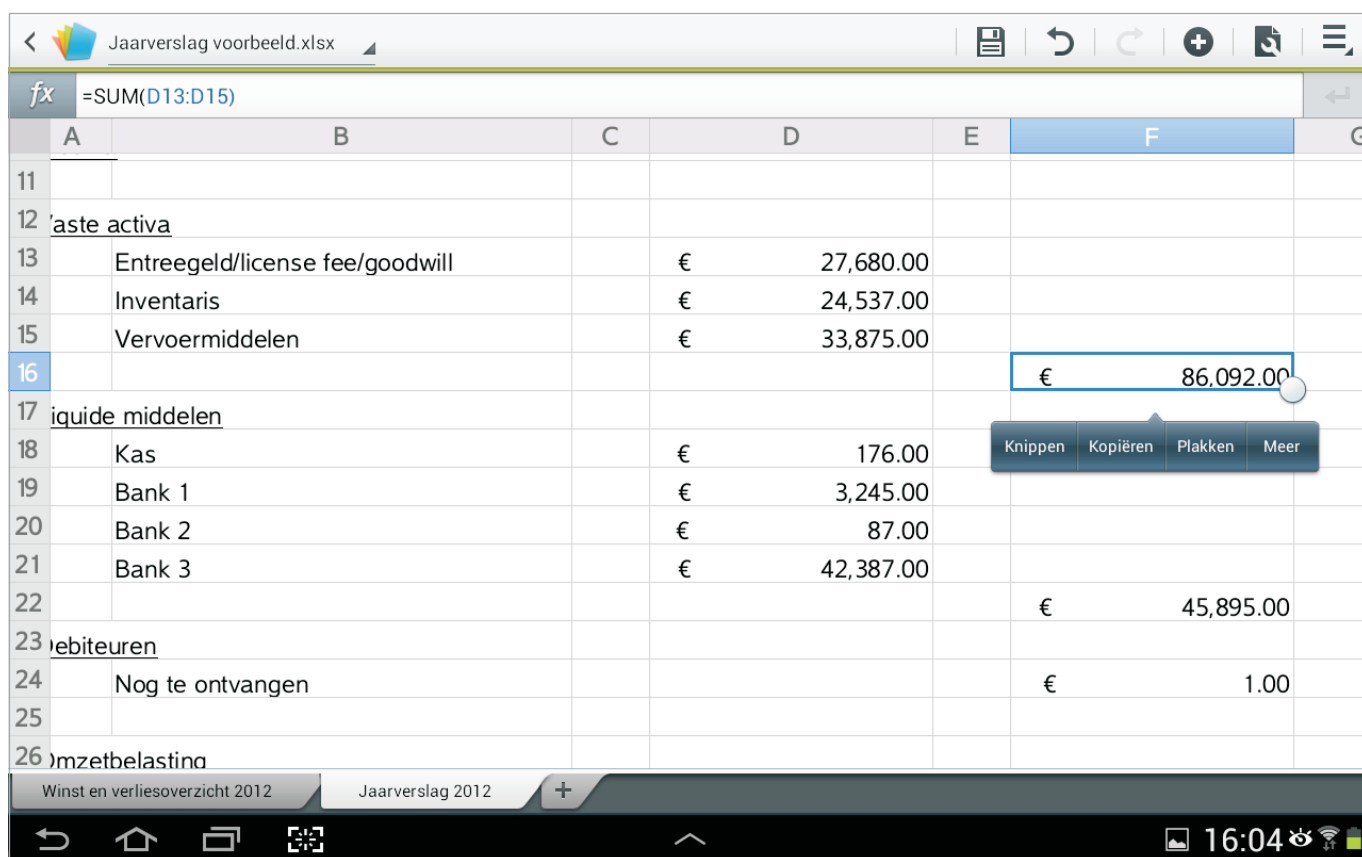 Jaarverslag voorbeeld.xlsx
fx =SUM(D13:D15)
A B C D E F
11
12 aste activa
13 Entreegeld/license fee/goodwill € 27,680.00
14 Inventaris € 24,537.00
15 Vervoermiddelen € 33,875.00
16 € 86,092.00
17 iquide middelen
Knippen Kopiëren Plakken Meer
18 Kas € 176.00
19 Bank 1 € 3,245.00
20 Bank 2 € 87.00
21 Bank 3 € 42,387.00
22 € 45,895.00
23 ebiteuren
24 Nog te ontvangen € 1.00
25
26 mzetbelasting
Winst en verliesoverzicht 2012 Jaarverslag 2012 +
16:04